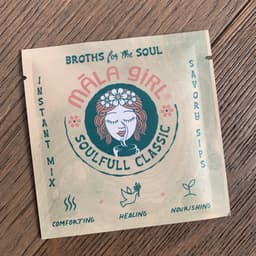 BROTHS for the SOUL
MĀLA GIRL®
SOULFULL CLASSIC
INSTANT MIX
SAVORY SIPS
COMFORTING
HEALING
NOURISHING